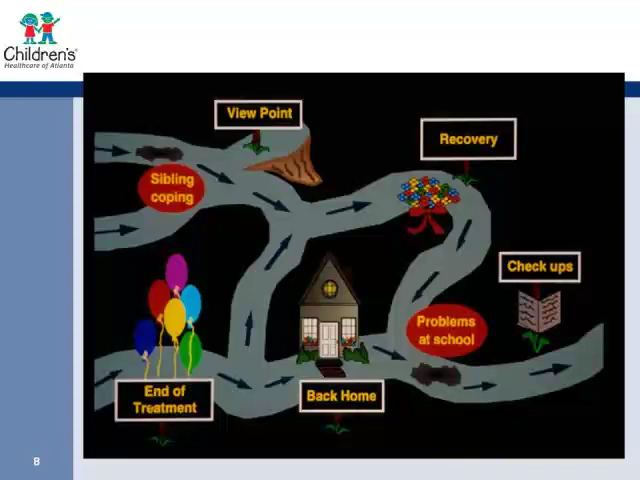 Children's
Healthcare of Atlanta
View Point
Recovery
Sibling
coping
Check ups
Problems
at school
End of
Treatment
Back Home
8